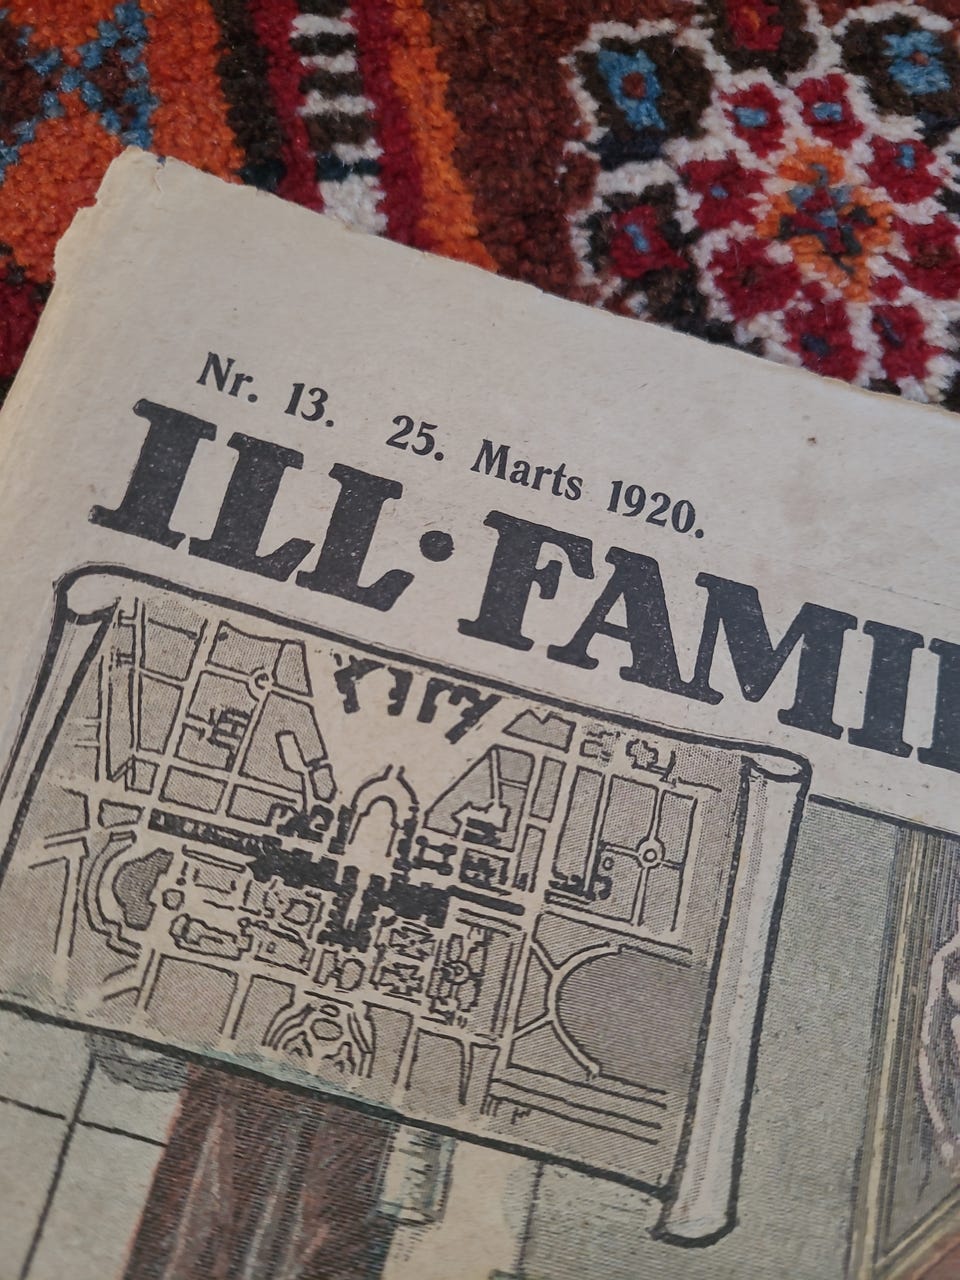 Nr. 13. 25. Marts 1920.
ILL· FAMI